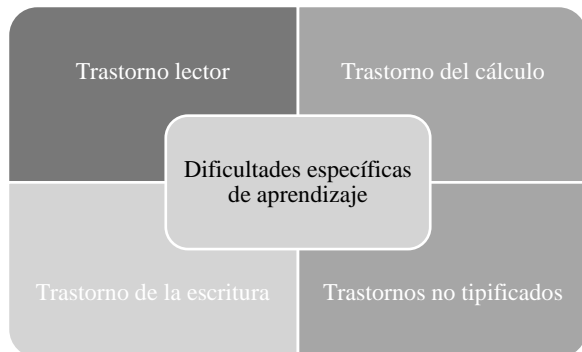 Trastorno lector
Trastorno del cálculo
Dificultades específicas
de aprendizaje
Trastorno de la escritura
Trastornos no tipificados